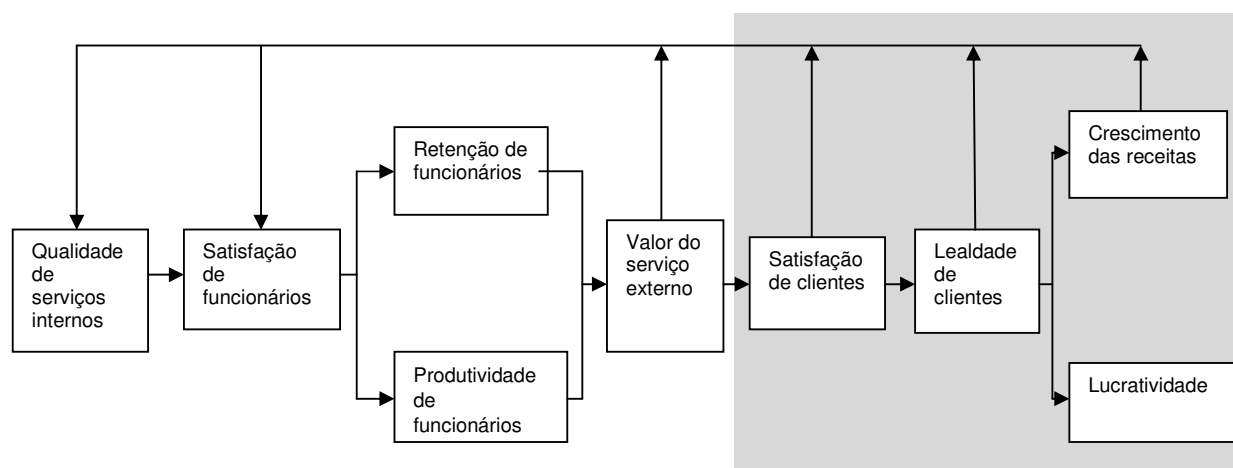 Qualidade
de
serviços
internos
Satisfação
de
funcionários
Retenção de
funcionários
Produtividade
de
funcionários
Valor do
serviço
externo
Satisfação
de clientes
Lealdade
de
clientes
Crescimento
das receitas
Lucratividade